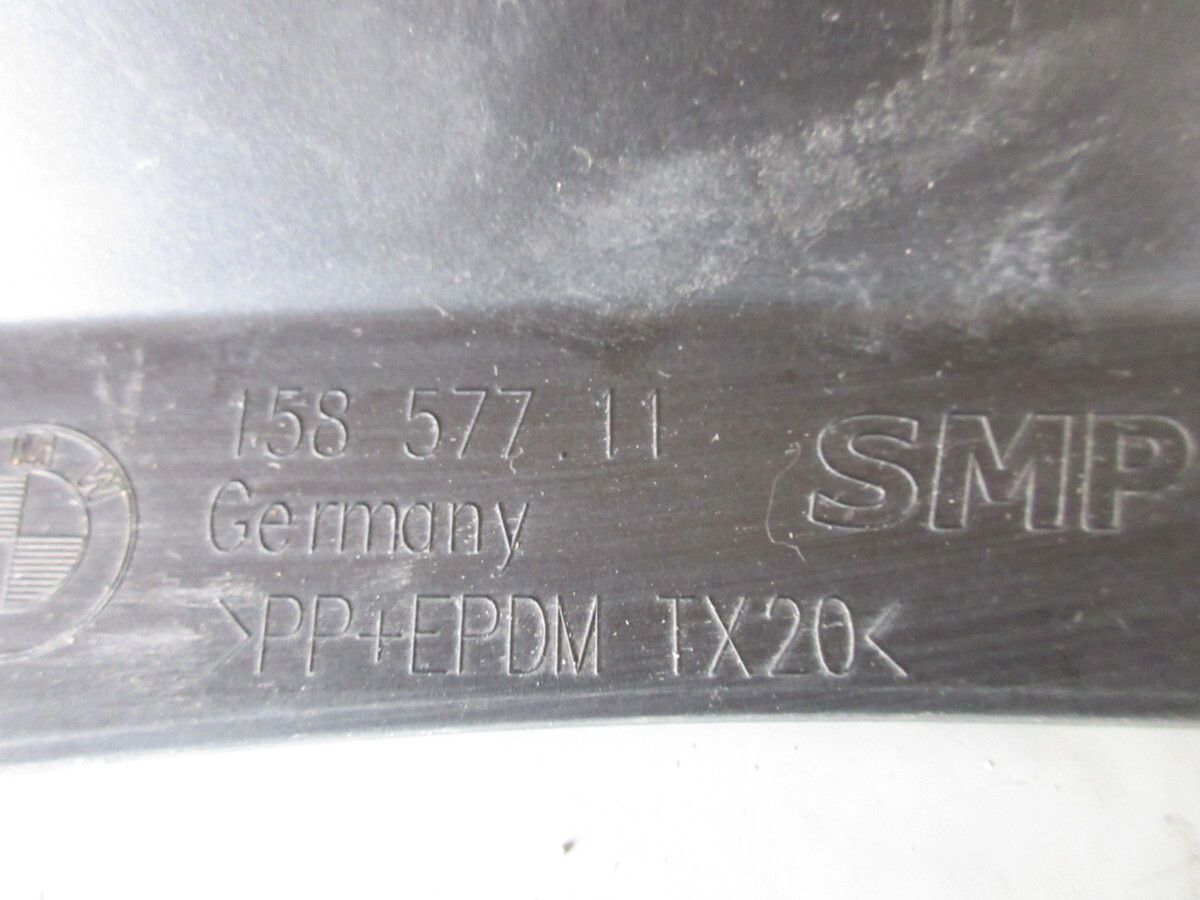 158 577.11
Germany
SMP
>PP+EPDM TX20<